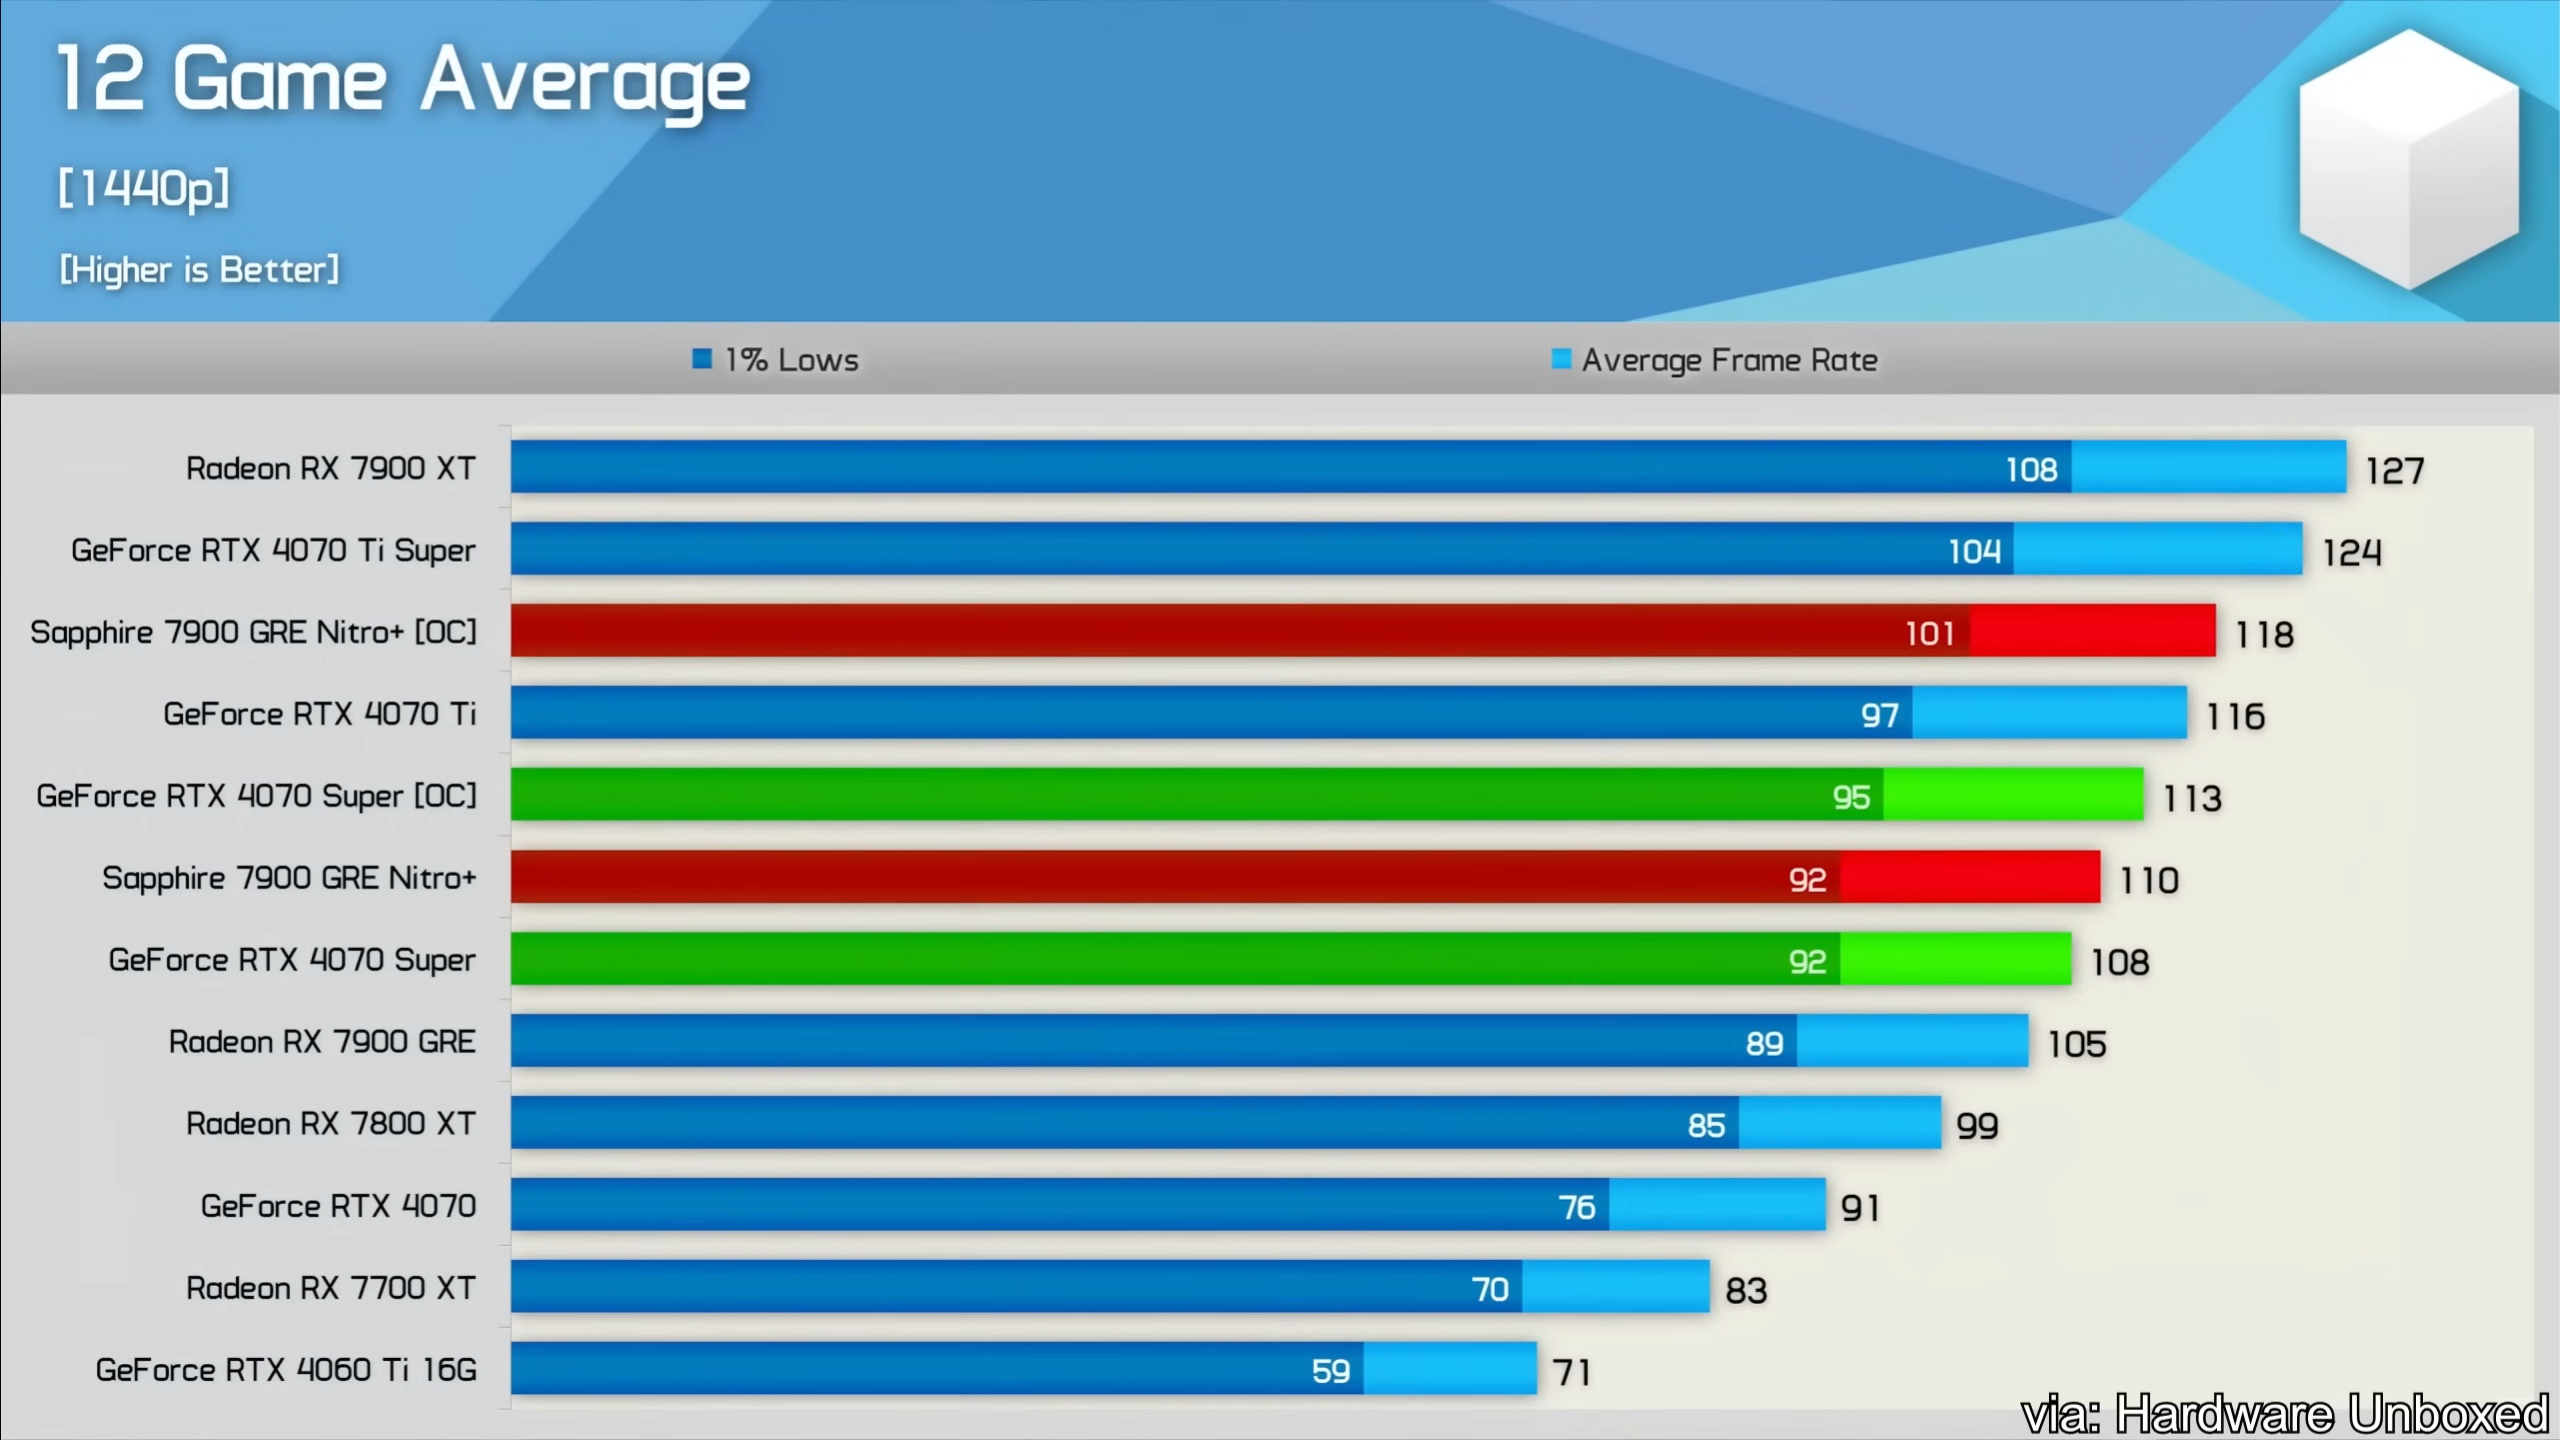 12 Game Average
[1440p]
[Higher is Better]
1% Lows Average Frame Rate
Radeon RX 7900 XT 108 127
GeForce RTX 4070 Ti Super 104 124
Sapphire 7900 GRE Nitro+ [OC] 101 118
GeForce RTX 4070 Ti 97 116
GeForce RTX 4070 Super [OC] 95 113
Sapphire 7900 GRE Nitro+ 92 110
GeForce RTX 4070 Super 92 108
Radeon RX 7900 GRE 89 105
Radeon RX 7800 XT 85 99
GeForce RTX 4070 76 91
Radeon RX 7700 XT 70 83
GeForce RTX 4060 Ti 16G 59 71
via: Hardware Unboxed